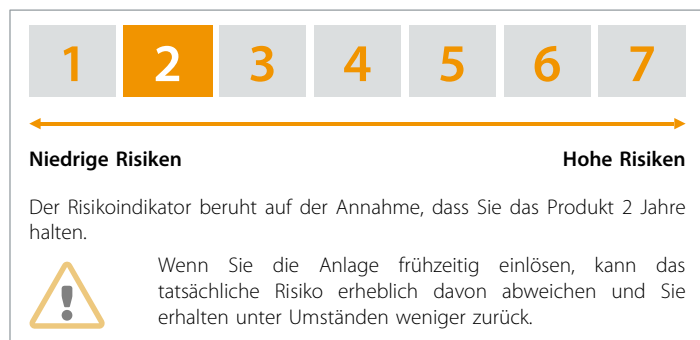 1 2 3 4 5 6 7
Niedrige Risiken Hohe Risiken
Der Risikoindikator beruht auf der Annahme, dass Sie das Produkt 2 Jahre
halten.
Wenn Sie die Anlage frühzeitig einlösen, kann das
tatsächliche Risiko erheblich davon abweichen und Sie
erhalten unter Umständen weniger zurück.